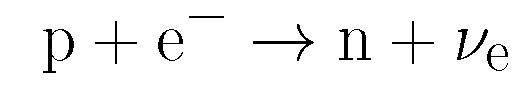 p + e⁻ → n + νₑ